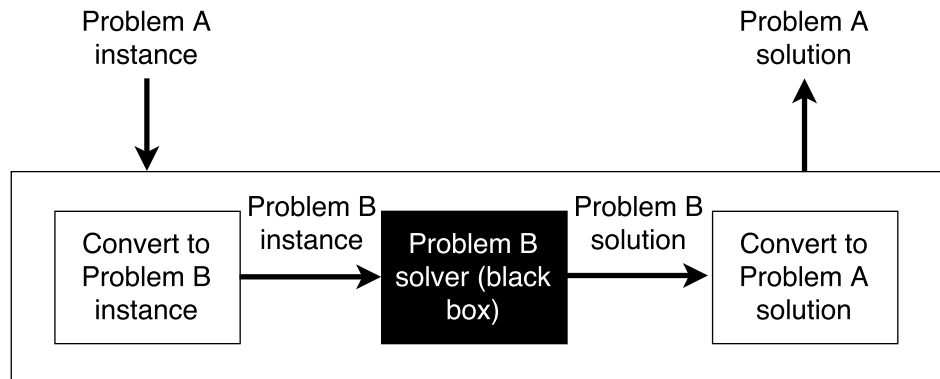 Problem A
instance
Problem A
solution
Convert to
Problem B
instance
Problem B
instance
Problem B
solver (black
box)
Problem B
solution
Convert to
Problem A
solution